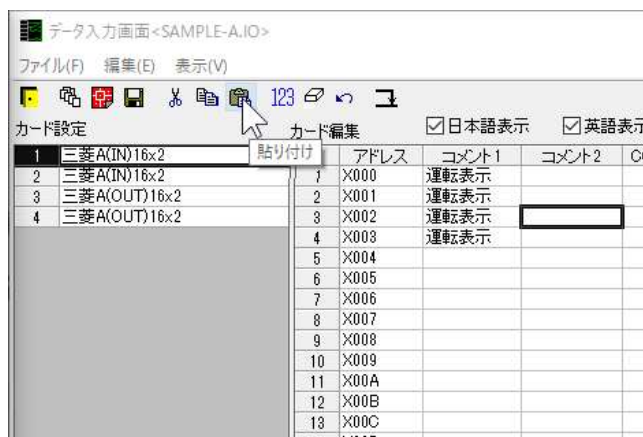 データ入力画面<SAMPLE-A.IO>
ファイル(F) 編集(E) 表示(V)
123
カード設定 カード編集 日本語表示 英語表示
貼り付け
1 三菱A(IN)16x2
2 三菱A(IN)16x2
3 三菱A(OUT)16x2
4 三菱A(OUT)16x2
アドレス コメント1 コメント2
1 X000 運転表示
2 X001 運転表示
3 X002 運転表示
4 X003 運転表示
5 X004
6 X005
7 X006
8 X007
9 X008
10 X009
11 X00A
12 X00B
13 X00C